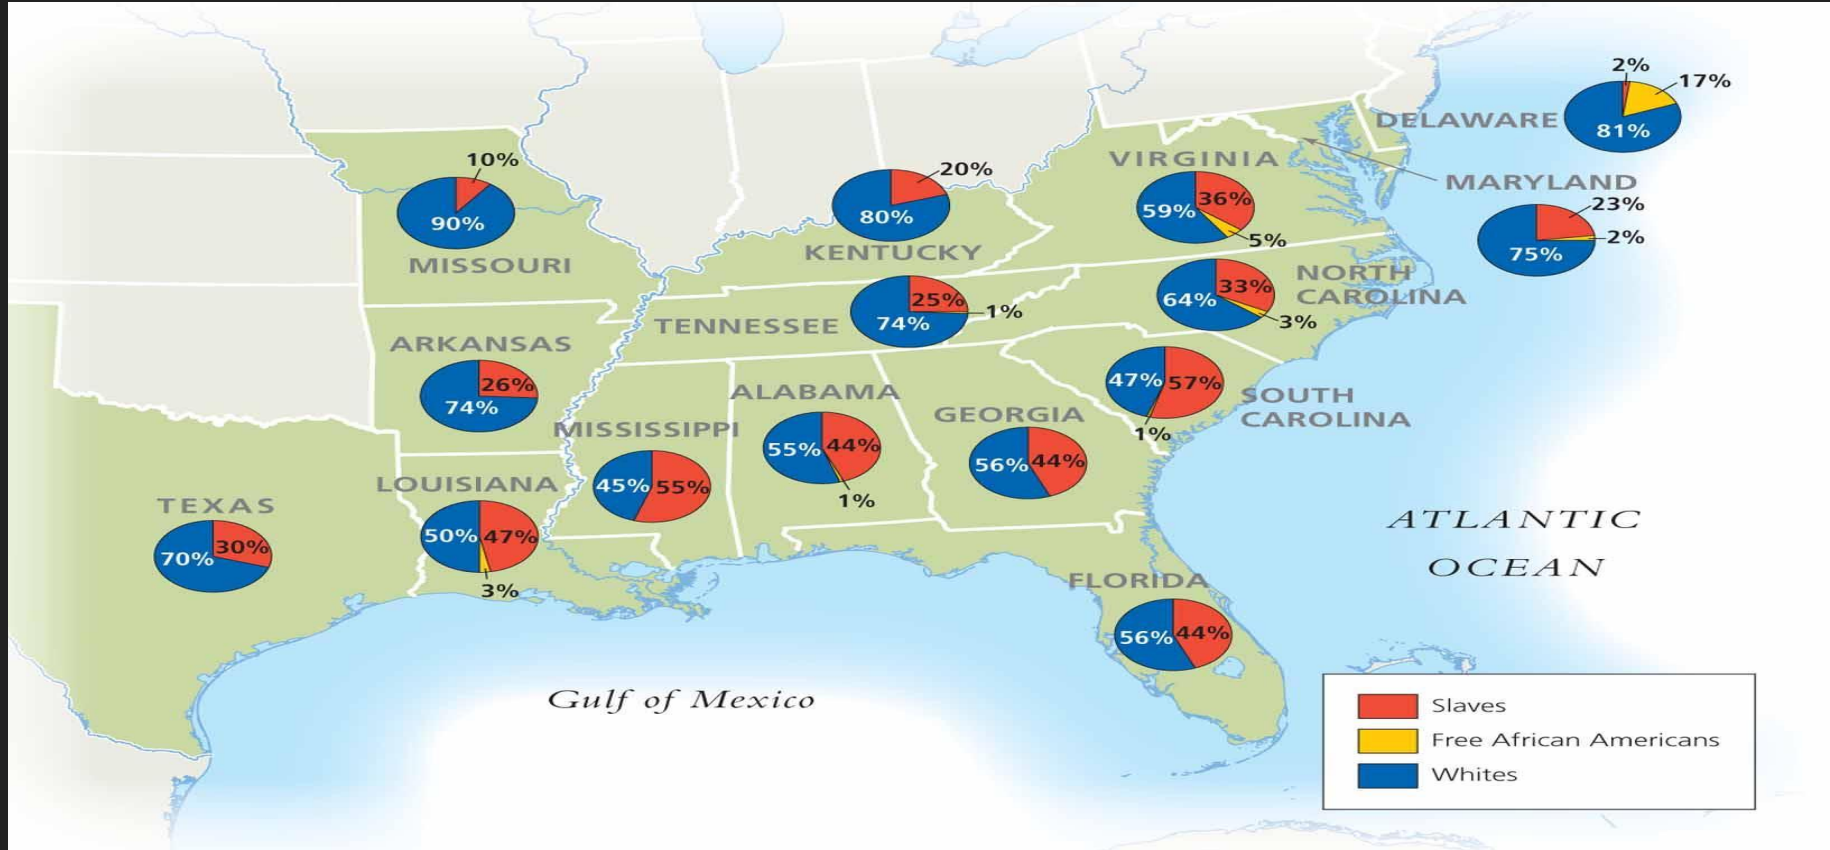 2%
17%
DELAWARE
81%
VIRGINIA
36%
59%
5%
MARYLAND
23%
2%
75%
10%
90%
MISSOURI
20%
80%
KENTUCKY
NORTH
CAROLINA
33%
64%
3%
25%
1%
74%
TENNESSEE
ARKANSAS
26%
74%
47%
57%
1%
SOUTH
CAROLINA
ALABAMA
55%
44%
1%
GEORGIA
56%
44%
MISSISSIPPI
45%
55%
LOUISIANA
50%
47%
3%
TEXAS
30%
70%
ATLANTIC
OCEAN
FLORIDA
56%
44%
Gulf of Mexico
Slaves
Free African Americans
Whites